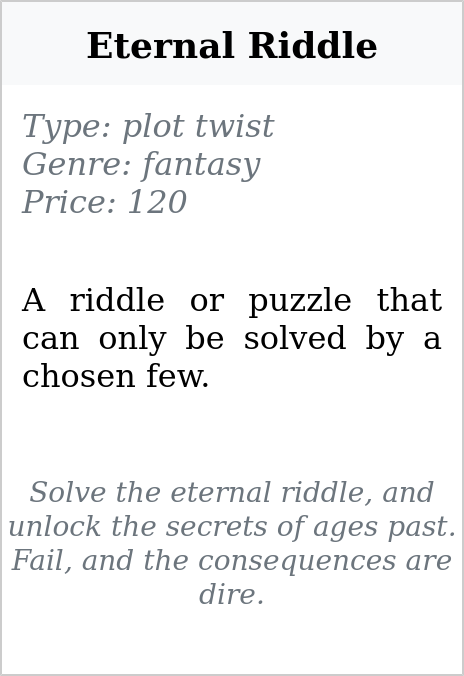 Eternal Riddle
Type: plot twist
Genre: fantasy
Price: 120
A riddle or puzzle that
can only be solved by a
chosen few.
Solve the eternal riddle, and
unlock the secrets of ages past.
Fail, and the consequences are
dire.